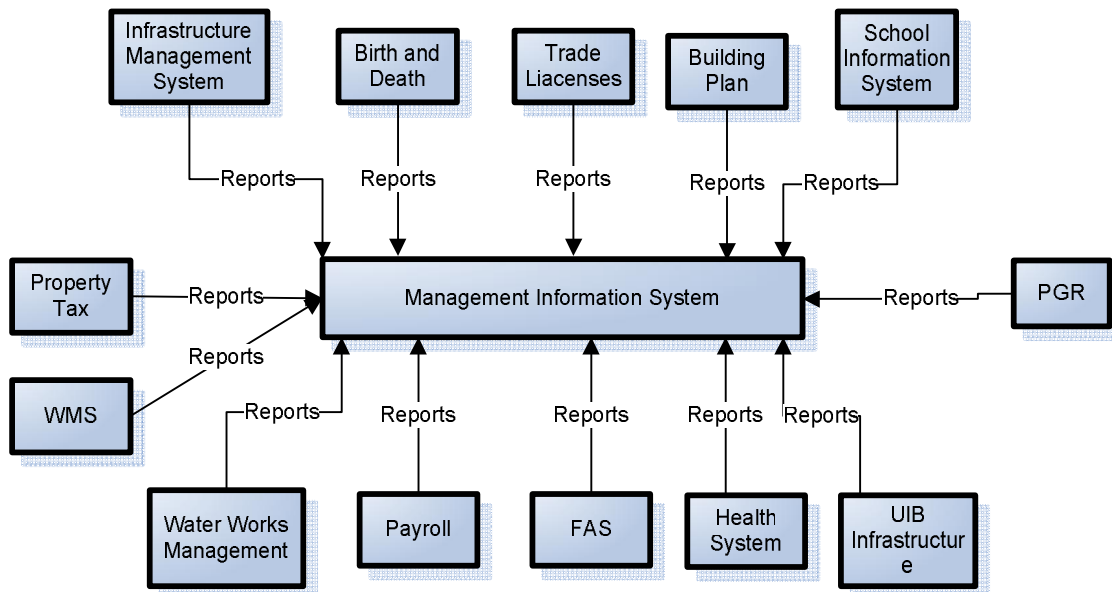 Infrastructure
Management
System
Birth and
Death
Trade
Liacenses
Building
Plan
School
Information
System
Reports
Reports
Reports
Reports
Reports
Property
Tax
Reports
Management Information System
Reports
PGR
Reports
WMS
Reports
Reports
Reports
Reports
Reports
Water Works
Management
Payroll
FAS
Health
System
UIB
Infrastructur
e